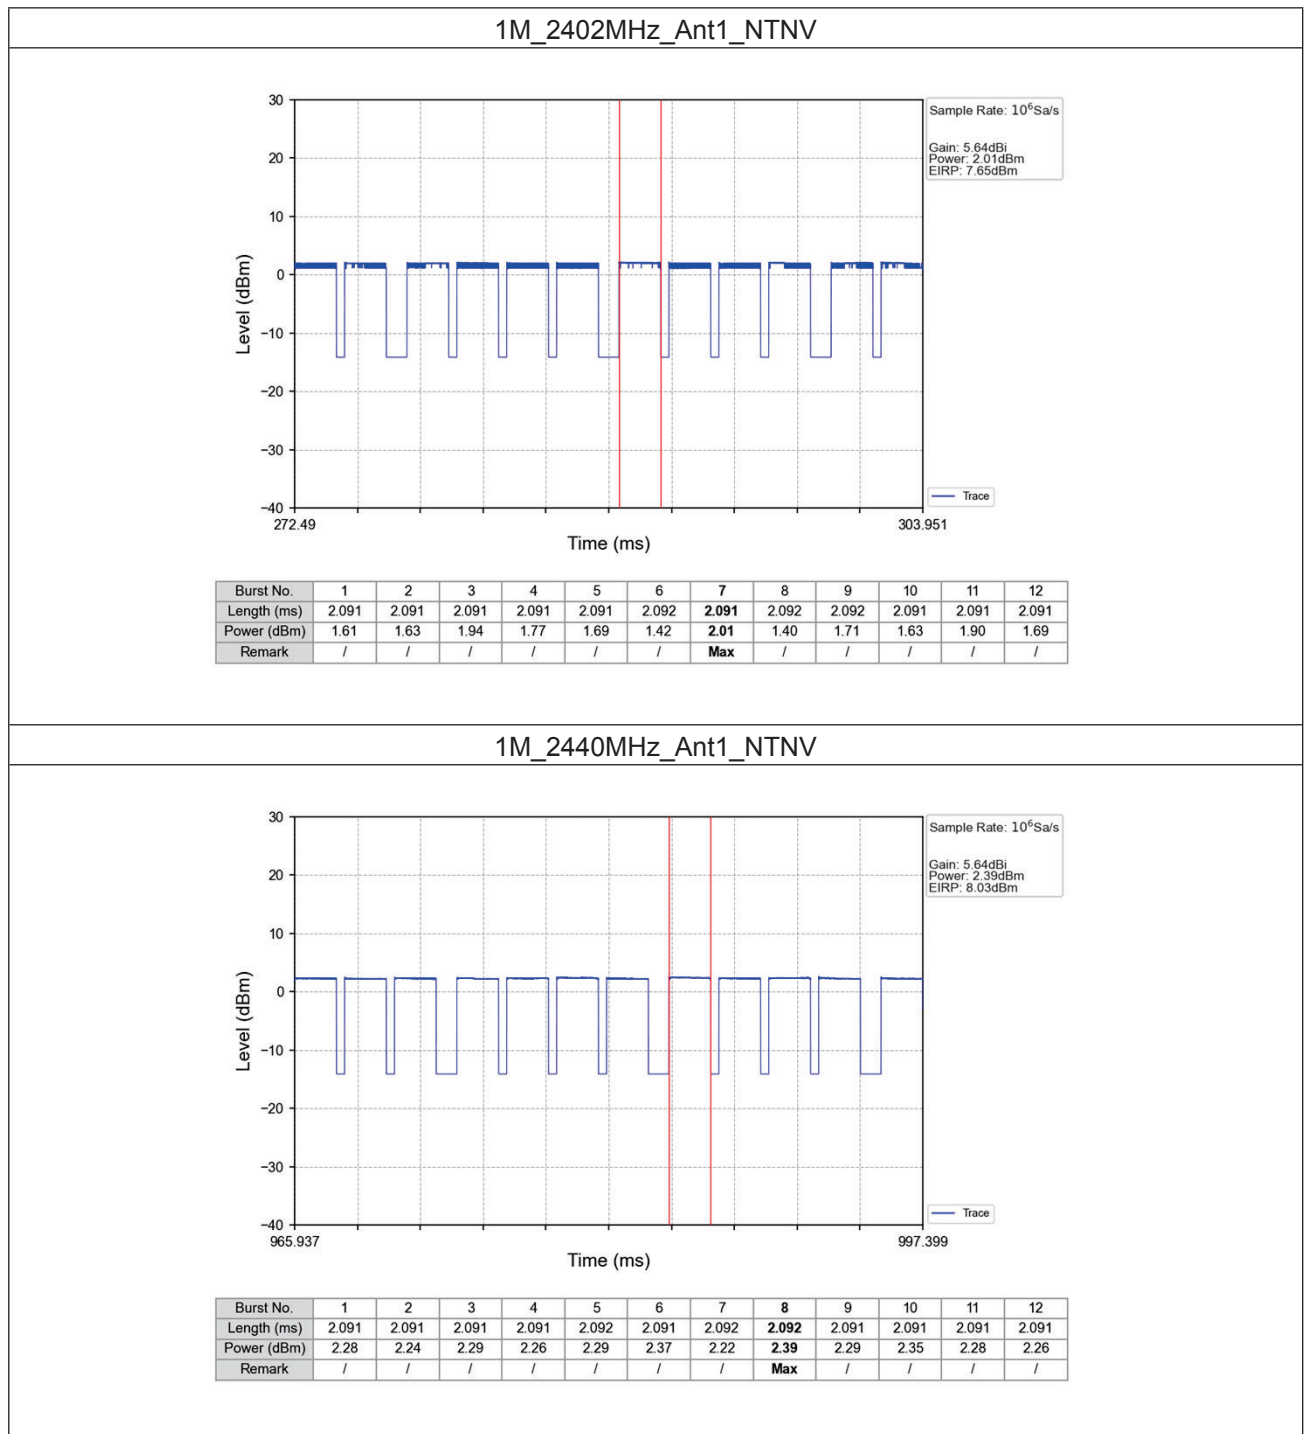 1M_2402MHz_Ant1_NTNV
30
20
10
0
−10
−20
−30
−40
Level (dBm)
272.49
303.951
Time (ms)
Sample Rate: 10⁶Sa/s
Gain: 5.64dBi
Power: 2.01dBm
EIRP: 7.65dBm
Trace
Burst No. 1 2 3 4 5 6 7 8 9 10 11 12
Length (ms) 2.091 2.091 2.091 2.091 2.091 2.092 2.091 2.092 2.092 2.091 2.091 2.091
Power (dBm) 1.61 1.63 1.94 1.77 1.69 1.42 2.01 1.40 1.71 1.63 1.90 1.69
Remark / / / / / / Max / / / / /
1M_2440MHz_Ant1_NTNV
30
20
10
0
−10
−20
−30
−40
Level (dBm)
965.937
997.399
Time (ms)
Sample Rate: 10⁶Sa/s
Gain: 5.64dBi
Power: 2.39dBm
EIRP: 8.03dBm
Trace
Burst No. 1 2 3 4 5 6 7 8 9 10 11 12
Length (ms) 2.091 2.091 2.091 2.091 2.092 2.091 2.092 2.092 2.091 2.091 2.091 2.091
Power (dBm) 2.28 2.24 2.29 2.26 2.29 2.37 2.22 2.39 2.29 2.35 2.28 2.26
Remark / / / / / / / Max / / / /